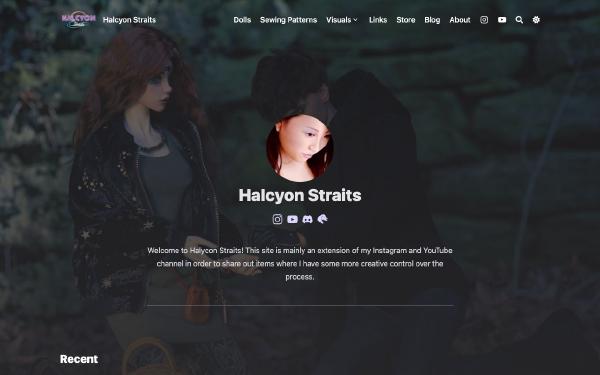 HALCYON
Halcyon Straits
Dolls Sewing Patterns Visuals Links Store Blog About
Halcyon Straits
Welcome to Halycon Straits! This site is mainly an extension of my Instagram and YouTube
channel in order to share out items where I have some more creative control over the
process.
Recent